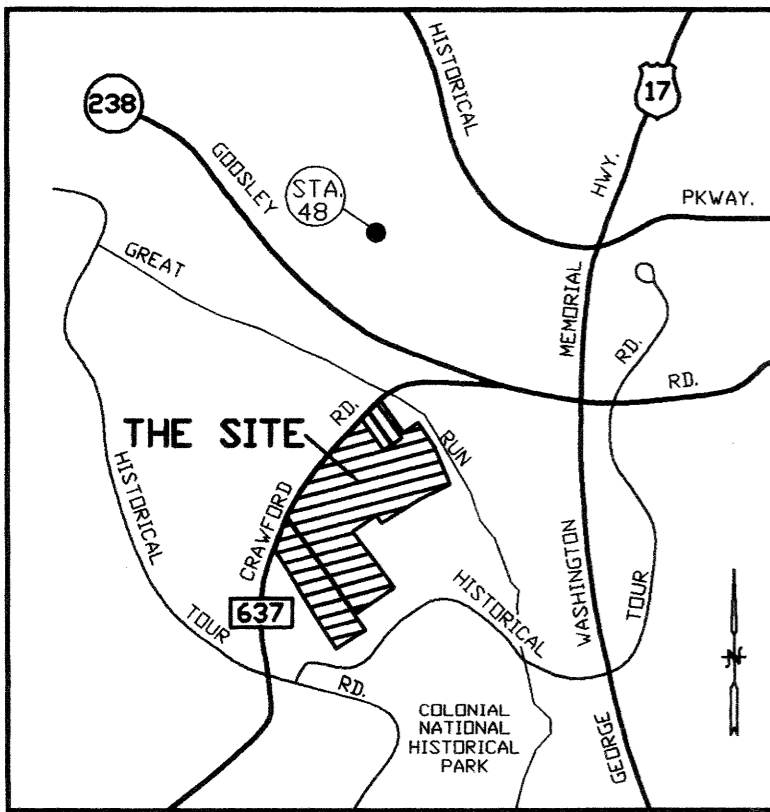 HISTORICAL
17
238
GOOSLEY
STA.
48
HWY.
PKWAY.
GREAT
MEMORIAL
RD.
RD.
RD.
THE SITE
RUN
HISTORICAL
CRAWFORD
HISTORICAL
WASHINGTON
TOUR
637
TOUR
RD.
N
COLONIAL
NATIONAL
HISTORICAL
PARK
GEORGE